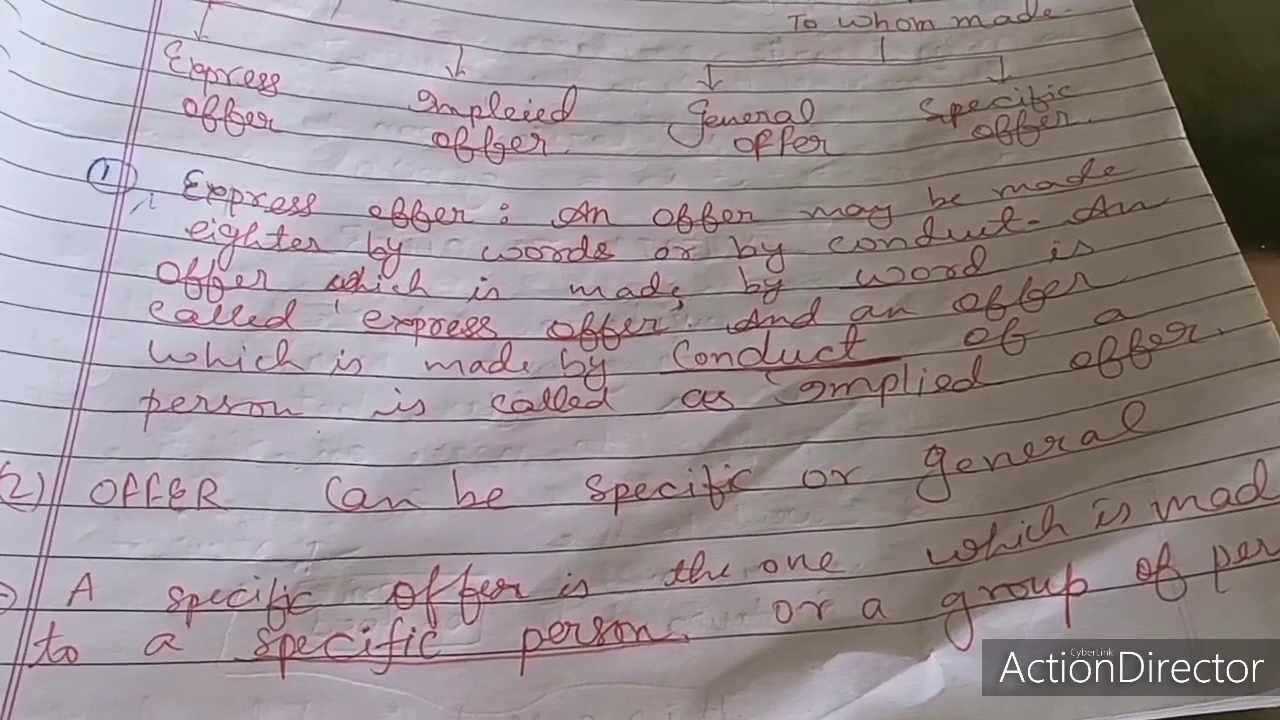 To whom made
Express Impleied General Specific
offer offer offer offer
① i Express offer : An offer may be made
eighter by words or by conduct - An
offer which is made by word is
called 'express offer'. And an offer
which is made by conduct of a
person is called as 'Implied offer.
(2) OFFER Can be specific or general
A specific offer is the one which is mad
to a specific person. or a group of per
CyberLink
ActionDirector